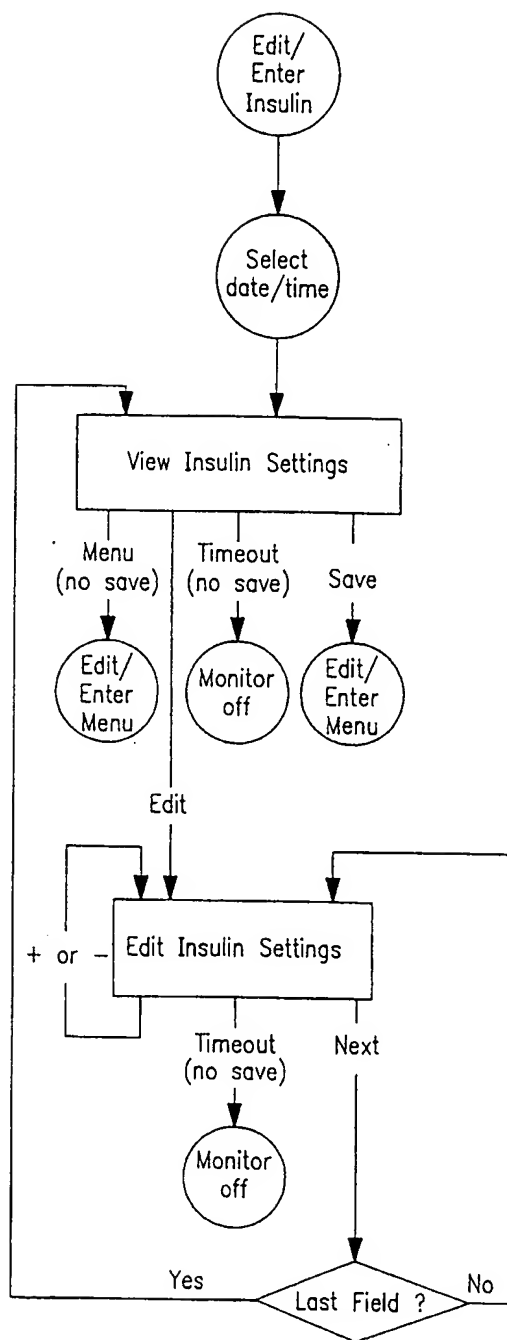 Edit/
Enter
Insulin
Select
date/time
View Insulin Settings
Menu
(no save)
Timeout
(no save)
Save
Edit/
Enter
Menu
Monitor
off
Edit/
Enter
Menu
Edit
+ or -
Edit Insulin Settings
Timeout
(no save)
Next
Monitor
off
Yes
Last Field ?
No